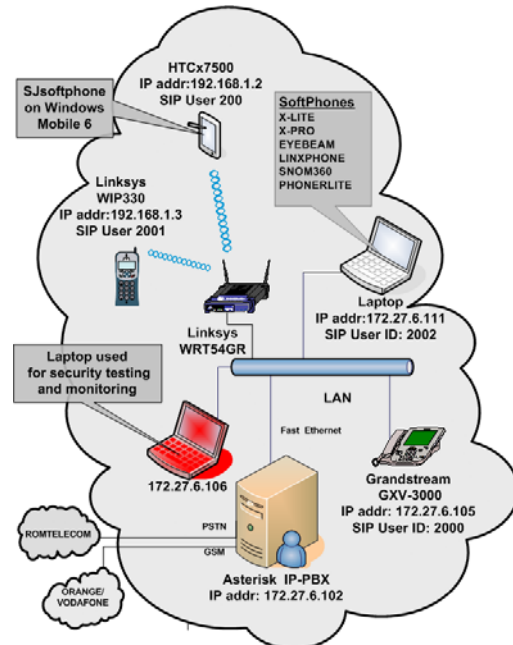 HTCx7500
IP addr:192.168.1.2
SIP User 200
SJsoftphone
on Windows
Mobile 6
SoftPhones
X-LITE
X-PRO
EYEBEAM
LINXPHONE
SNOM360
PHONERLITE
Linksys
WIP330
IP addr:192.168.1.3
SIP User 2001
Laptop
IP addr:172.27.6.111
SIP User ID: 2002
Linksys
WRT54GR
Laptop used
for security testing
and monitoring
LAN
Fast Ethernet
172.27.6.106
Grandstream
GXV-3000
IP addr: 172.27.6.105
SIP User ID: 2000
PSTN
ROMTELECOM
GSM
ORANGE/
VODAFONE
Asterisk IP-PBX
IP addr: 172.27.6.102